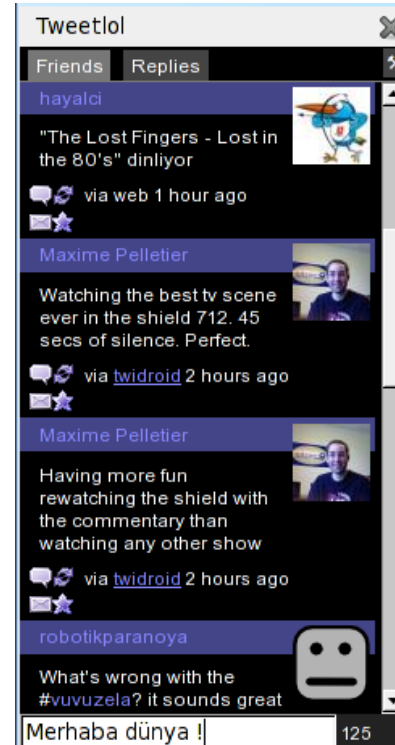 Tweetlol
Friends Replies
hayalci
"The Lost Fingers - Lost in
the 80's" dinliyor
via web 1 hour ago
Maxime Pelletier
Watching the best tv scene
ever in the shield 712. 45
secs of silence. Perfect.
via twidroid 2 hours ago
Maxime Pelletier
Having more fun
rewatching the shield with
the commentary than
watching any other show
via twidroid 2 hours ago
robotikparanoya
What's wrong with the
#vuvuzela? it sounds great
Merhaba dünya ! 125